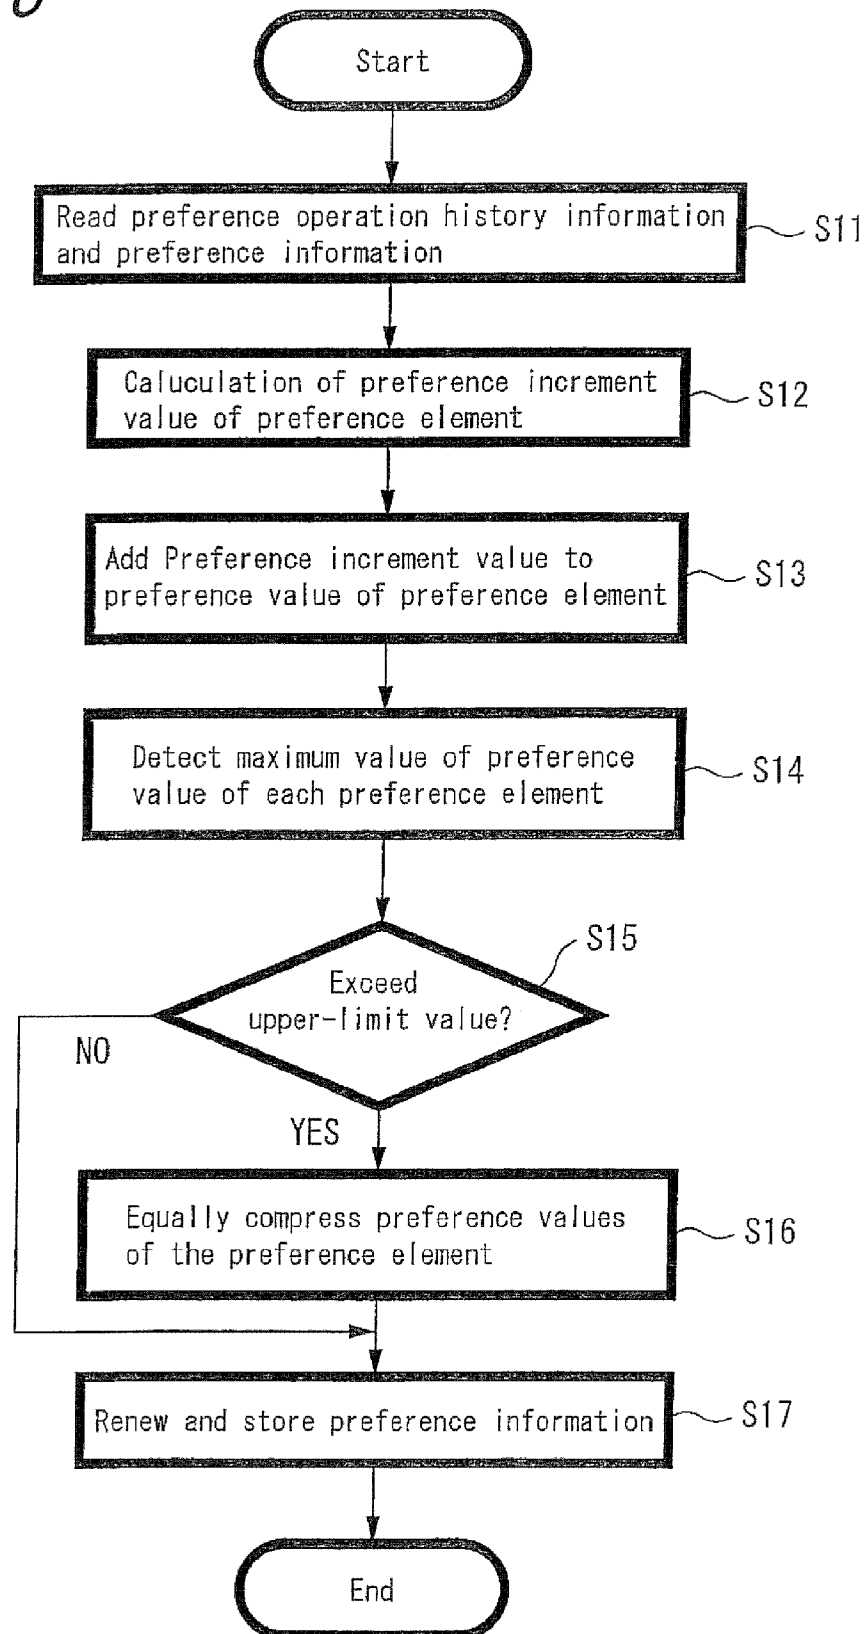 Start
Read preference operation history information
and preference information
S11
Caluculation of preference increment
value of preference element
S12
Add Preference increment value to
preference value of preference element
S13
Detect maximum value of preference
value of each preference element
S14
S15
Exceed
upper-limit value?
NO
YES
Equally compress preference values
of the preference element
S16
Renew and store preference information
S17
End